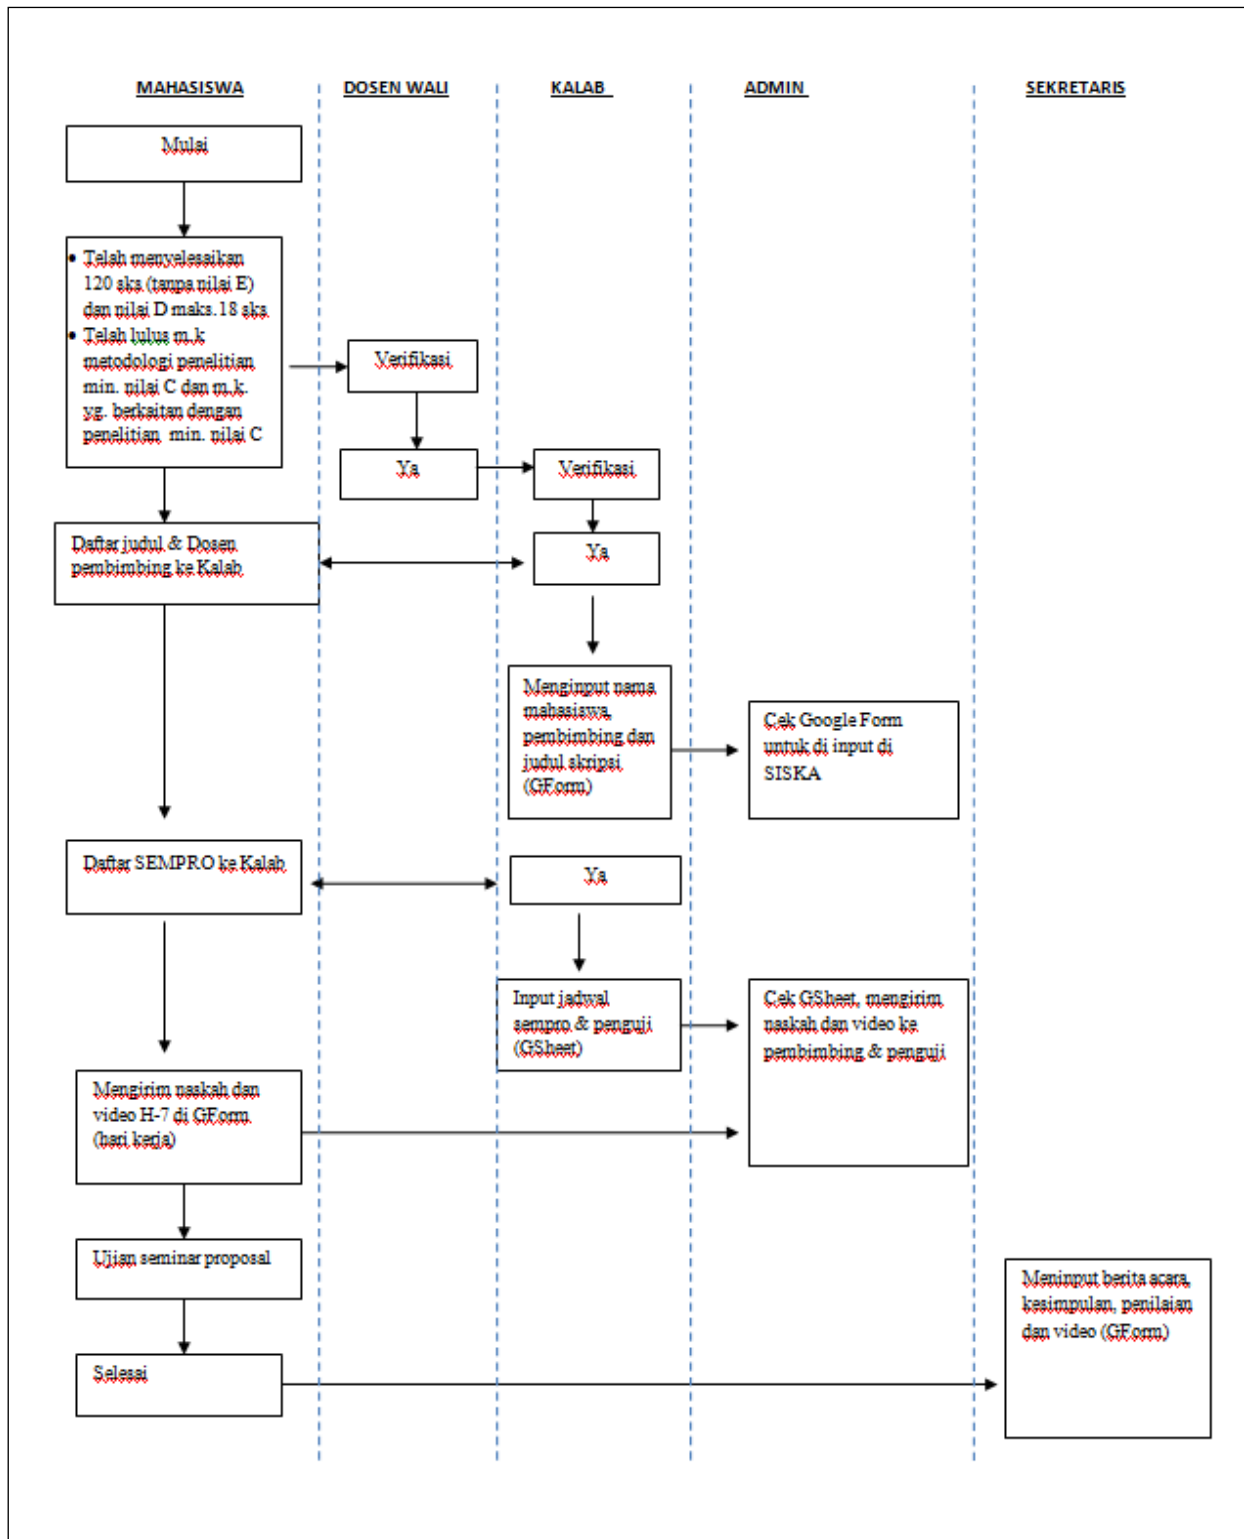 MAHASISWA
DOSEN WALI
KALAB
ADMIN
SEKRETARIS
Mulai
• Telah menyelesaikan
120 sks (tanpa nilai E)
dan nilai D maks.18 sks
• Telah lulus m.k
metodologi penelitian
min. nilai C dan m.k.
yg. berkaitan dengan
penelitian min. nilai C
Verifikasi
Ya
Verifikasi
Ya
Daftar judul & Dosen
pembimbing ke Kalab
Menginput nama
mahasiswa,
pembimbing dan
judul skripsi
(GForm)
Cek Google Form
untuk di input di
SISKA
Daftar SEMPRO ke Kalab
Ya
Input jadwal
sempro & penguji
(GSheet)
Cek GSheet, mengirim
naskah dan video ke
pembimbing & penguji
Mengirim naskah dan
video H-7 di GForm
(hari kerja)
Ujian seminar proposal
Meninput berita acara,
kesimpulan, penilaian
dan video (GForm)
Selesai